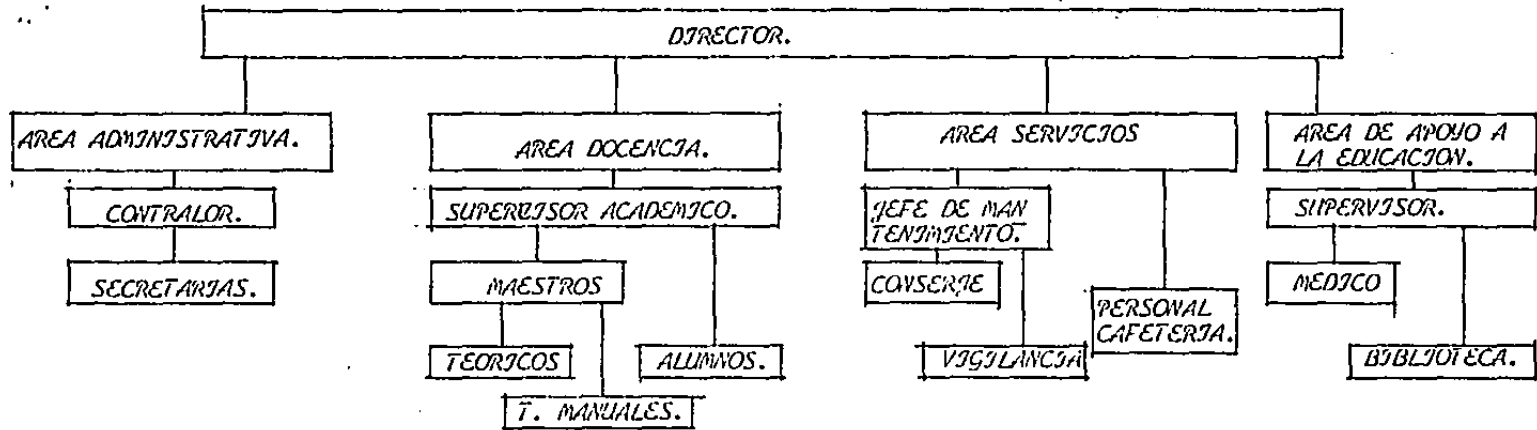 DIRECTOR.
AREA ADMINISTRATIVA.
AREA DOCENCIA.
AREA SERVICIOS
AREA DE APOYO A
LA EDUCACION.
CONTRALOR.
SUPERVISOR ACADEMICO.
JEFE DE MAN
TENIMIENTO.
SUPERVISOR.
SECRETARIAS.
MAESTROS
CONSERJE
MEDICO
PERSONAL
CAFETERIA.
TEORICOS
ALUMNOS.
VIGILANCIA
BIBLIOTECA.
T. MANUALES.